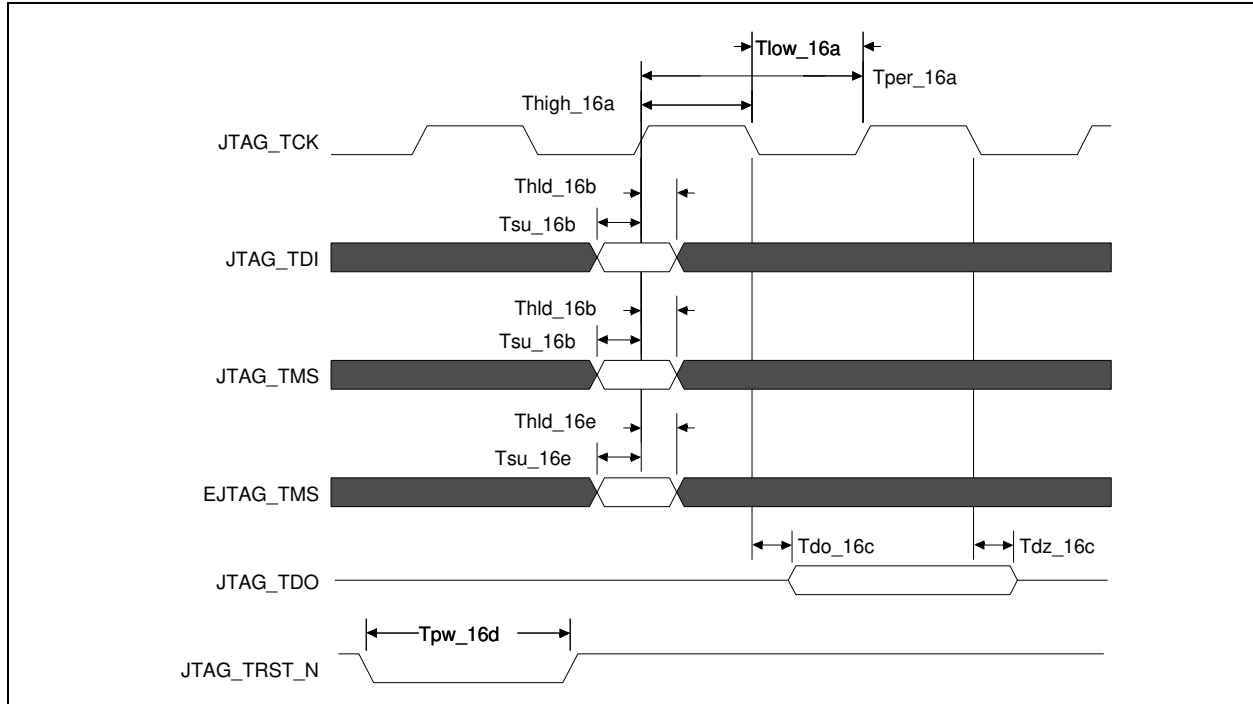 Tlow_16a
Tper_16a
Thigh_16a
JTAG_TCK
Thld_16b
Tsu_16b
JTAG_TDI
Thld_16b
Tsu_16b
JTAG_TMS
Thld_16e
Tsu_16e
EJTAG_TMS
Tdo_16c
Tdz_16c
JTAG_TDO
Tpw_16d
JTAG_TRST_N